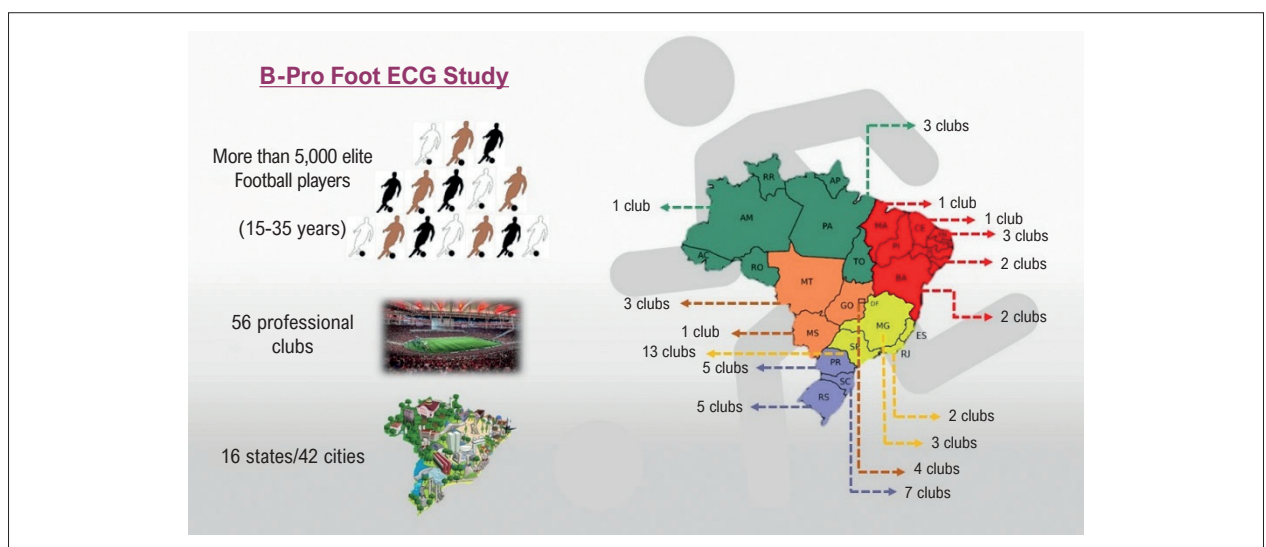 B-Pro Foot ECG Study
More than 5,000 elite
Football players
(15-35 years)
56 professional
clubs
16 states/42 cities
3 clubs
1 club
1 club
1 club
3 clubs
2 clubs
2 clubs
3 clubs
1 club
13 clubs
5 clubs
5 clubs
2 clubs
3 clubs
4 clubs
7 clubs
RR
AP
AM
PA
MA
CE
PI
AC
RO
TO
BA
MT
GO
DF
MG
MS
ES
SP
RJ
PR
SC
RS